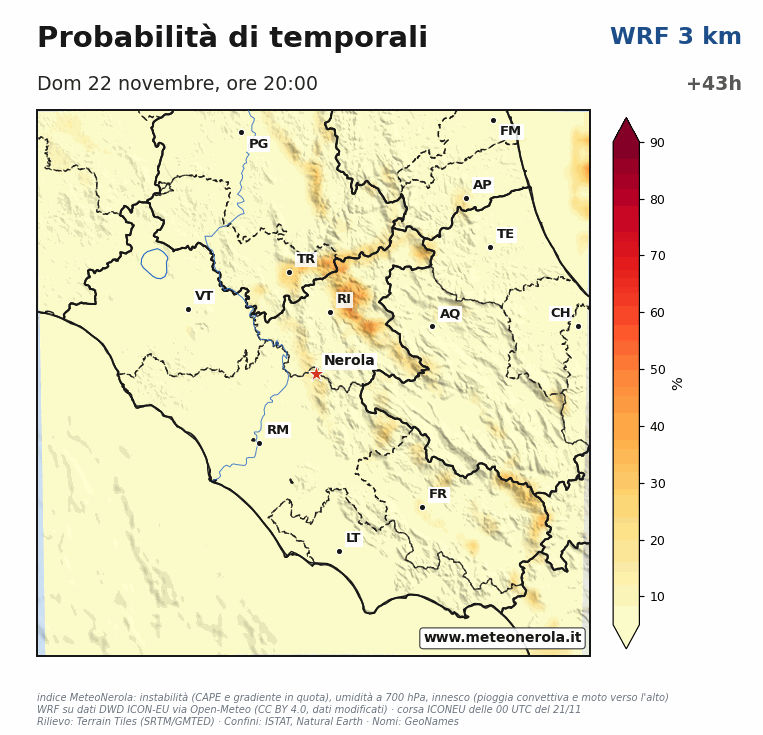 Probabilità di temporali
WRF 3 km
Dom 22 novembre, ore 20:00
+43h
FM
PG
AP
TE
TR
VT
RI
AQ
CH
Nerola
RM
FR
LT
www.meteonerola.it
90
80
70
60
50
40
30
20
10
%
indice MeteoNerola: instabilità (CAPE e gradiente in quota), umidità a 700 hPa, innesco (pioggia convettiva e moto verso l'alto)
WRF su dati DWD ICON-EU via Open-Meteo (CC BY 4.0, dati modificati) · corsa ICONEU delle 00 UTC del 21/11
Rilievo: Terrain Tiles (SRTM/GMTED) · Confini: ISTAT, Natural Earth · Nomi: GeoNames